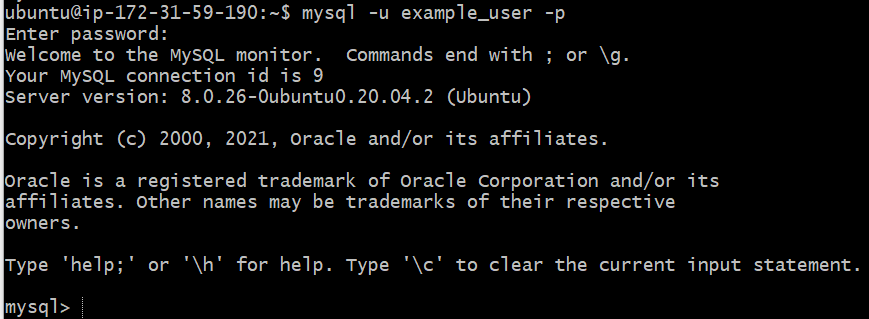 ubuntu@ip-172-31-59-190:~$ mysql -u example_user -p
Enter password:
Welcome to the MySQL monitor.  Commands end with ; or \g.
Your MySQL connection id is 9
Server version: 8.0.26-0ubuntu0.20.04.2 (Ubuntu)
Copyright (c) 2000, 2021, Oracle and/or its affiliates.
Oracle is a registered trademark of Oracle Corporation and/or its
affiliates. Other names may be trademarks of their respective
owners.
Type 'help;' or '\h' for help. Type '\c' to clear the current input statement.
mysql>